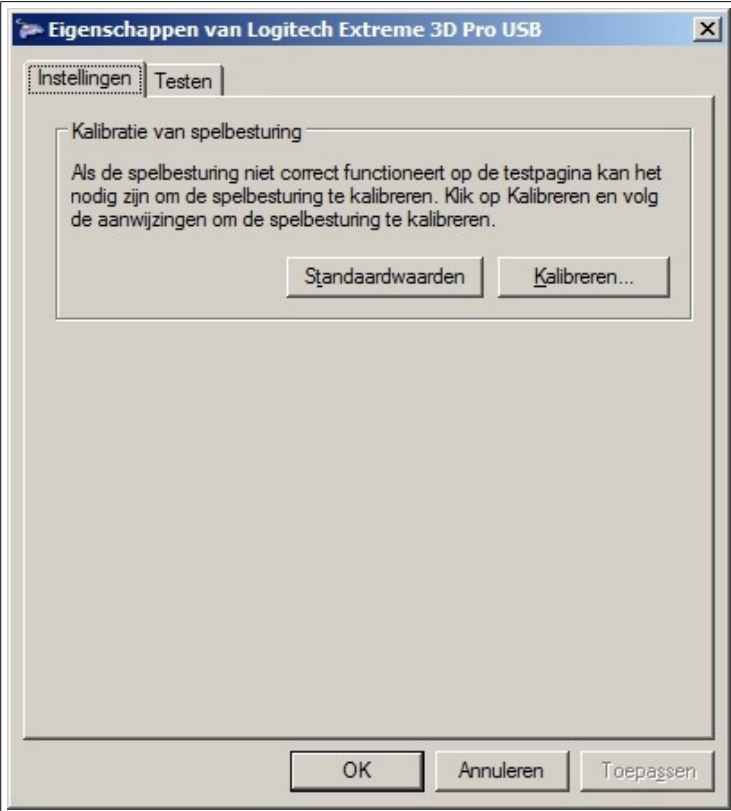 Eigenschappen van Logitech Extreme 3D Pro USB
Instellingen
Testen
Kalibratie van spelbesturing
Als de spelbesturing niet correct functioneert op de testpagina kan het
nodig zijn om de spelbesturing te kalibreren. Klik op Kalibreren en volg
de aanwijzingen om de spelbesturing te kalibreren.
Standaardwaarden
Kalibreren...
OK
Annuleren
Toepassen